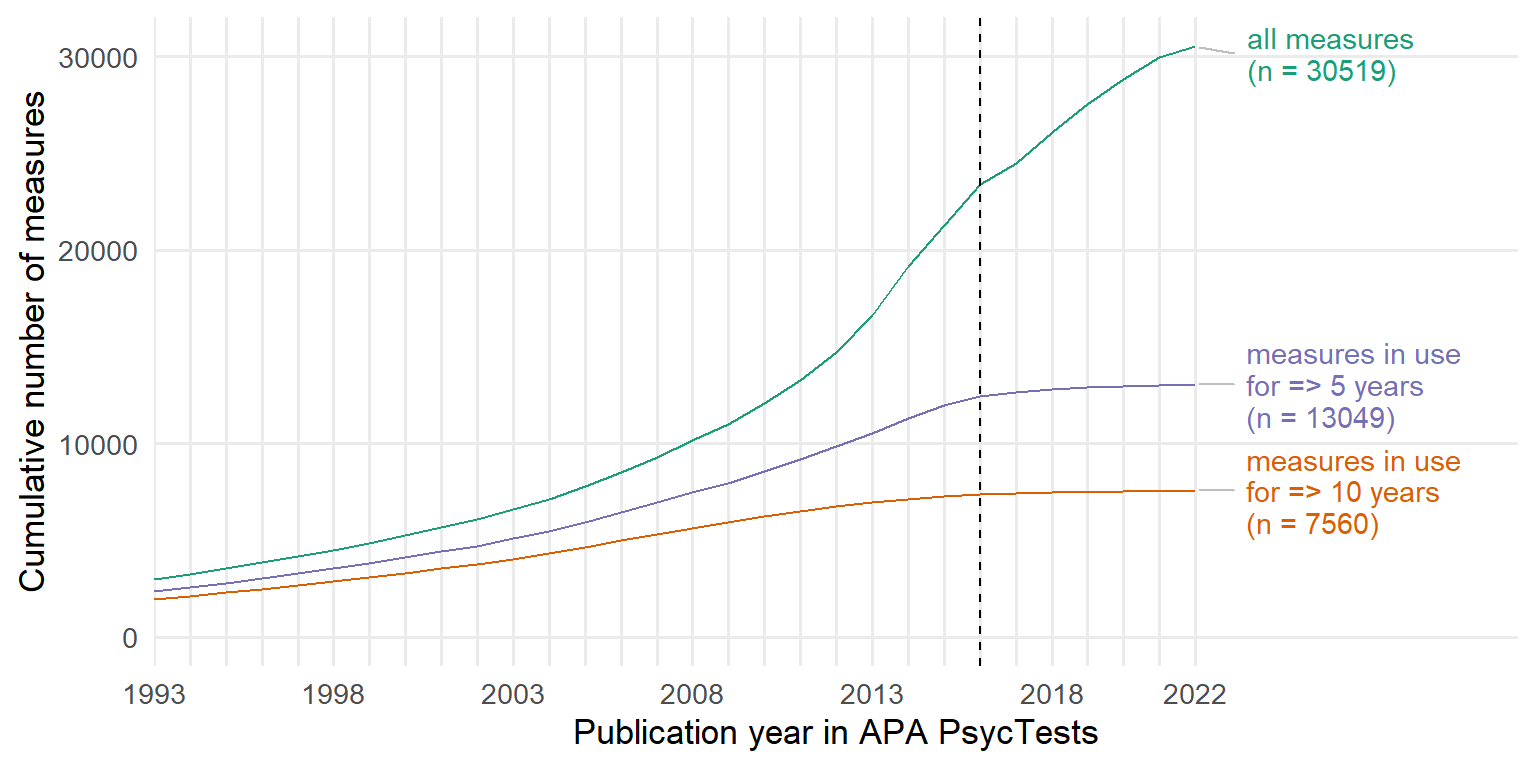 all measures
(n = 30519)
measures in use
for => 5 years
(n = 13049)
measures in use
for => 10 years
(n = 7560)
Cumulative number of measures
30000
20000
10000
0
1993 1998 2003 2008 2013 2018 2022
Publication year in APA PsycTests